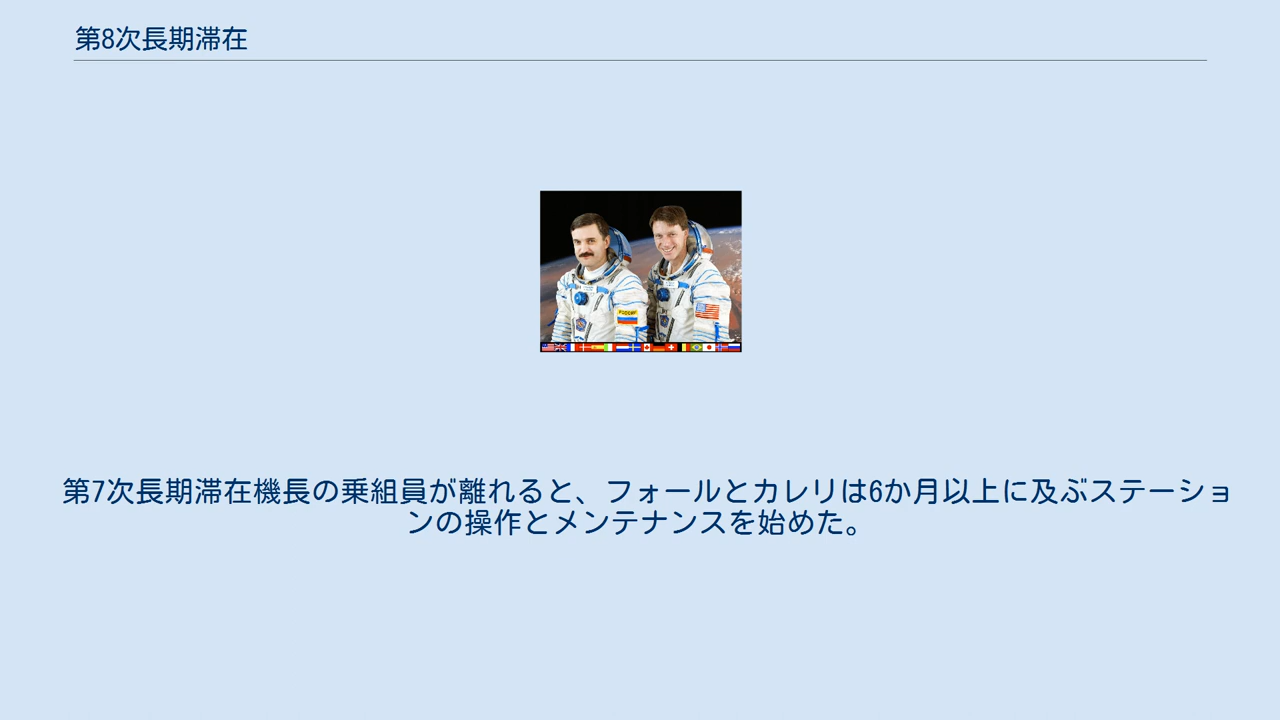 第8次長期滞在
РОССИЯ
第7次長期滞在機長の乗組員が離れると、フォールとカレリは6か月以上に及ぶステーショ
ンの操作とメンテナンスを始めた。